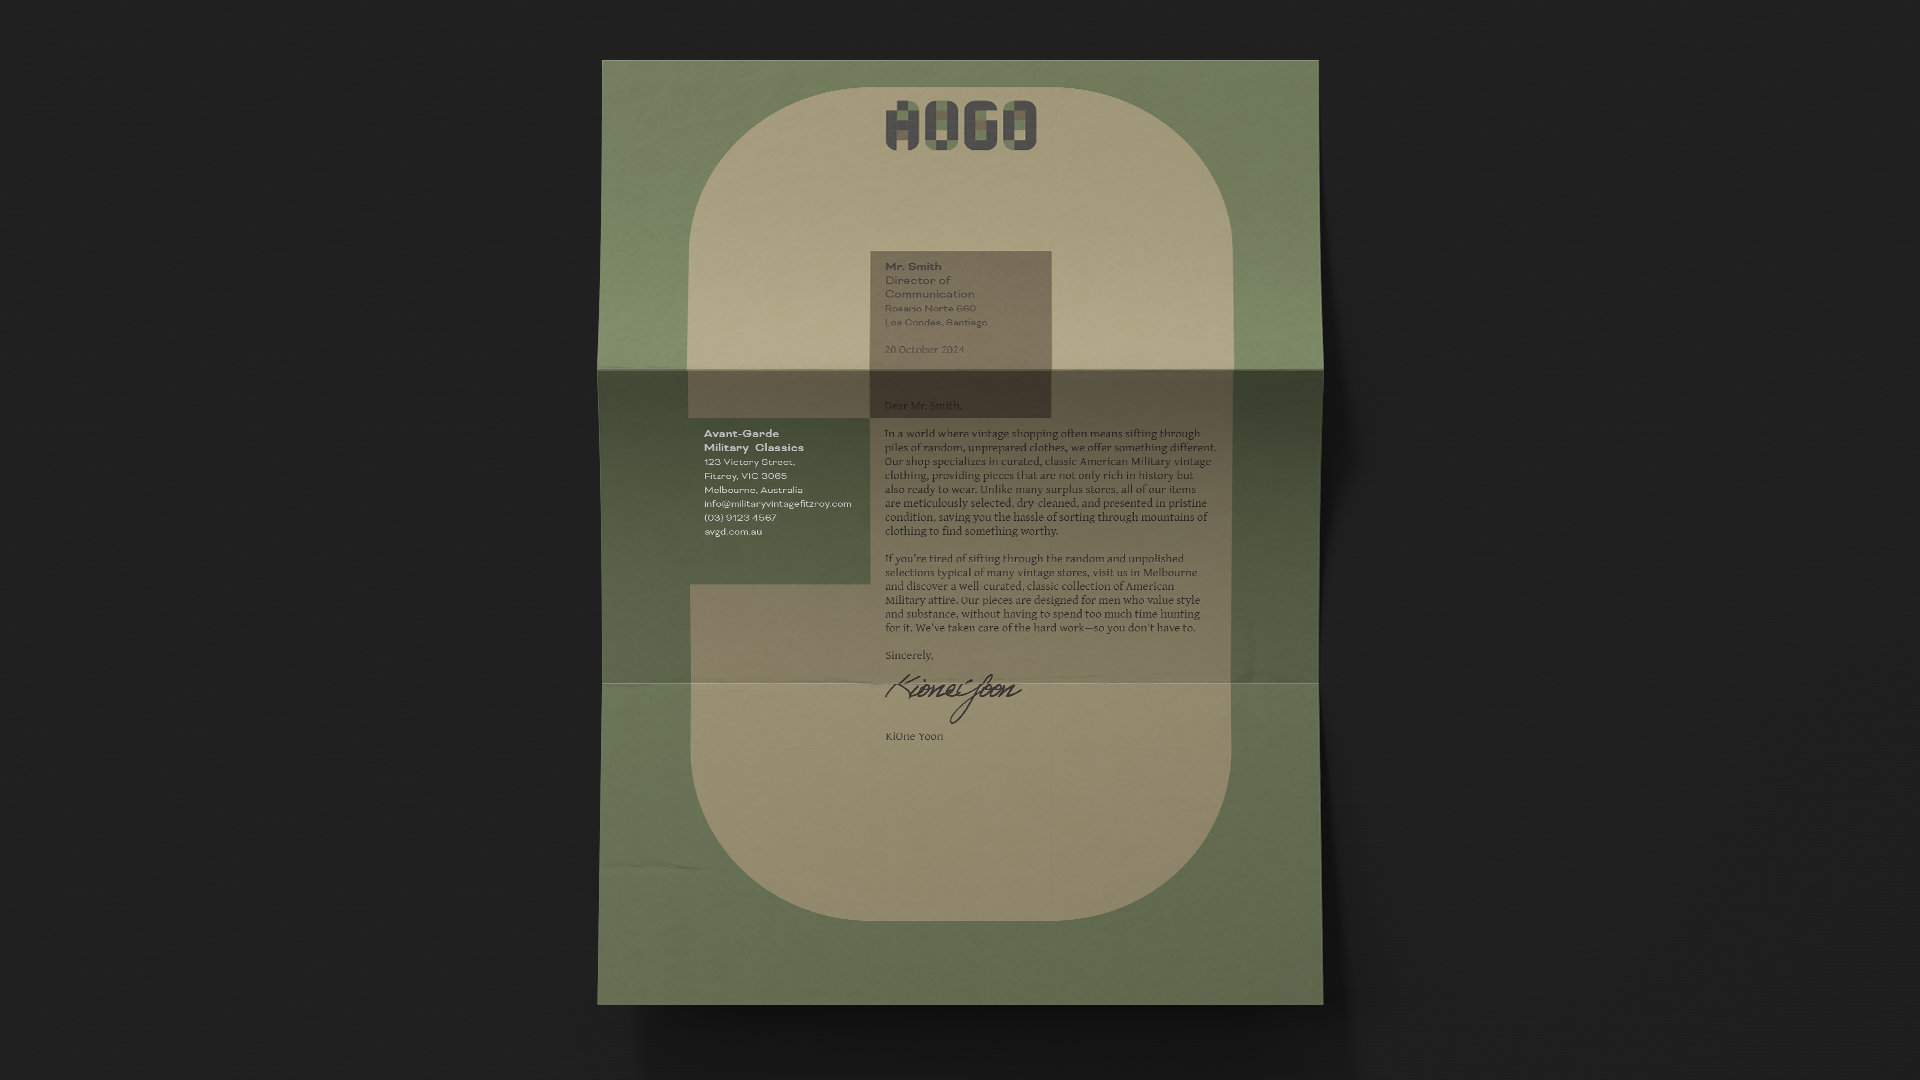 AOGO
Mr. Smith
Director of
Communication
Rosario Norte 660
Los Condes, Santiago
20 October 2024
Dear Mr. Smith,
Avant-Garde
Military Classics
123 Victory Street,
Fitzroy, VIC 3065
Melbourne, Australia
info@militaryvintagefitzroy.com
(03) 9123 4567
avgd.com.au
In a world where vintage shopping often means sifting through
piles of random, unprepared clothes, we offer something different.
Our shop specializes in curated, classic American Military vintage
clothing, providing pieces that are not only rich in history but
also ready to wear. Unlike many surplus stores, all of our items
are meticulously selected, dry-cleaned, and presented in pristine
condition, saving you the hassle of sorting through mountains of
clothing to find something worthy.
If you're tired of sifting through the random and unpolished
selections typical of many vintage stores, visit us in Melbourne
and discover a well-curated, classic collection of American
Military attire. Our pieces are designed for men who value style
and substance, without having to spend too much time hunting
for it. We've taken care of the hard work—so you don't have to.
Sincerely,
Kione Yoon
KiOne Yoon